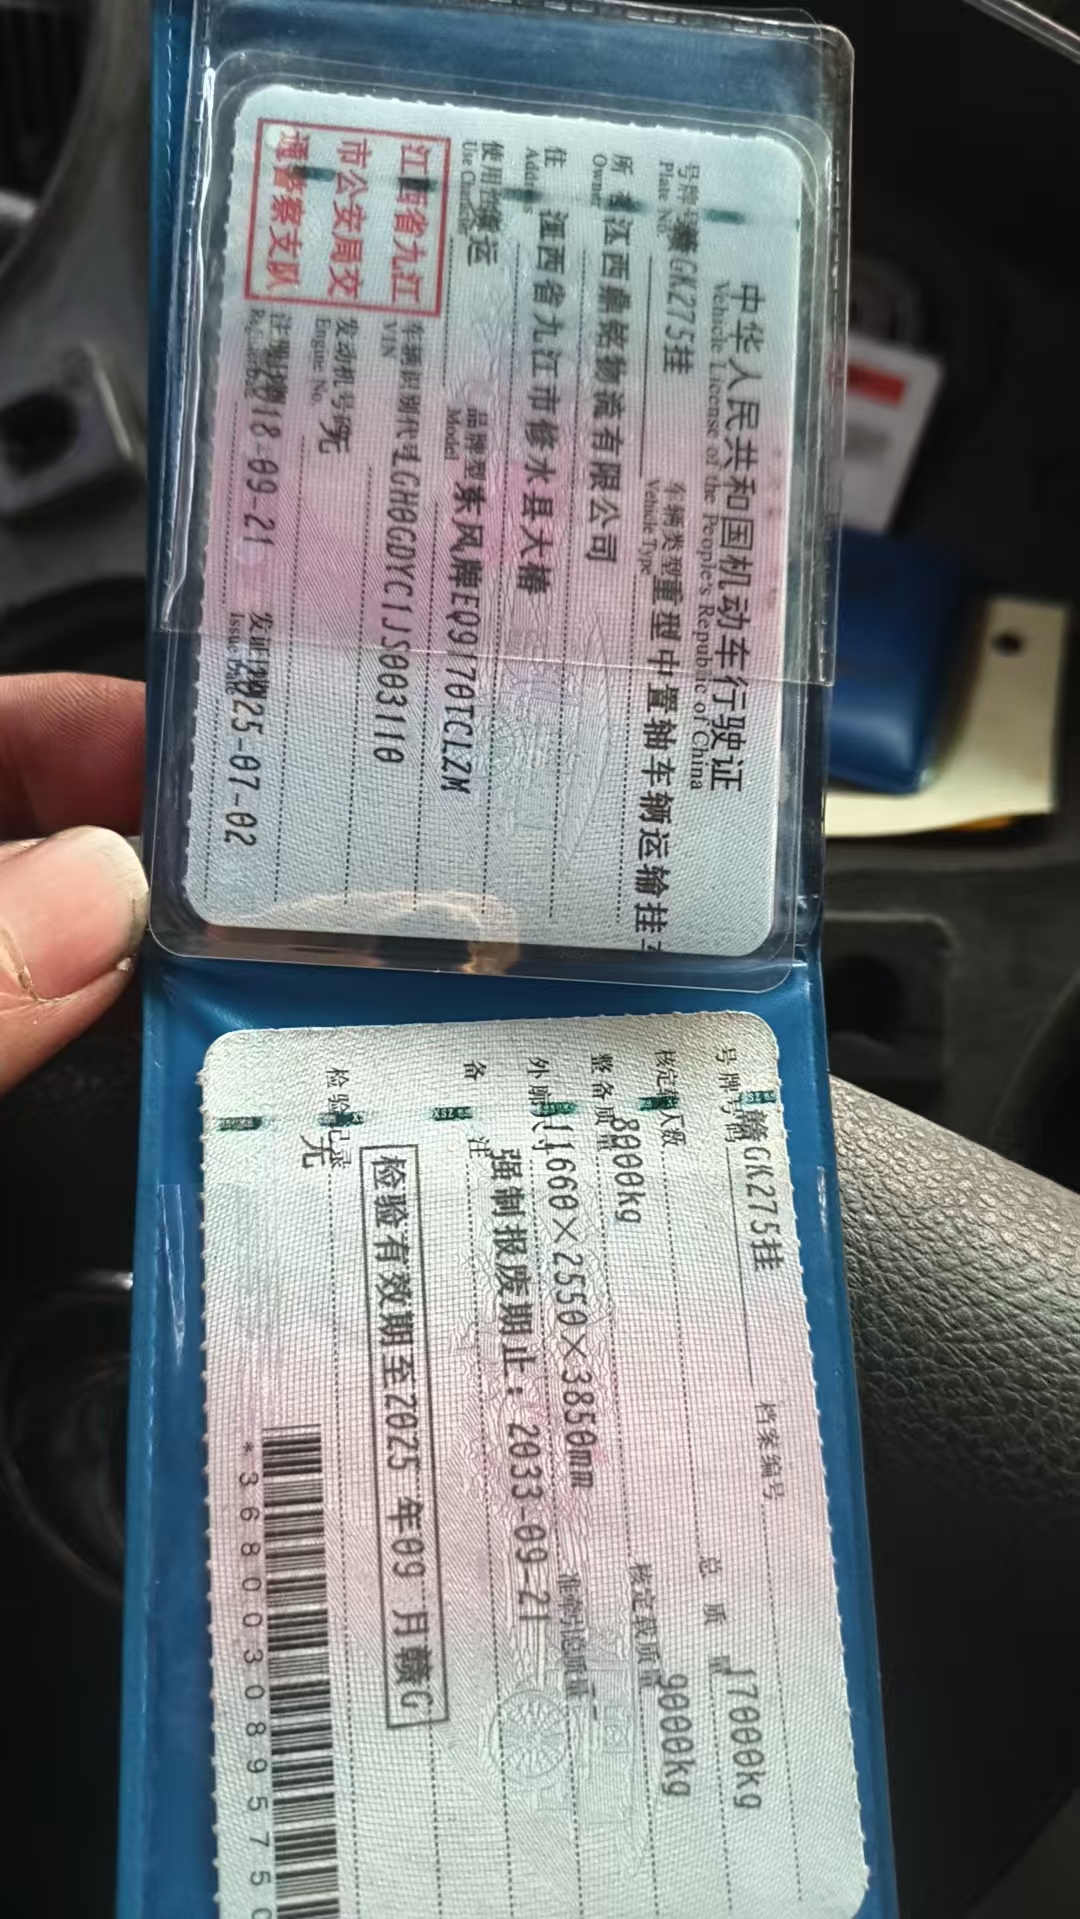 中华人民共和国机动车行驶证
Vehicle License of the People's Republic of China
号牌号码 赣GK275挂 车辆类型 重型中置轴车辆运输挂车
Plate No. Vehicle Type
所有人 江西鼎铭物流有限公司
Owner
住址 江西省九江市修水县大椿
Address
使用性质 货运 品牌型号 东风牌EQ9170TCLZM
Use Character Model
江西省九江市公安局交通警察支队
车辆识别代号 LGH0GDYC1JS003110
VIN
发动机号码 无
Engine No.
注册日期 2018-09-21 发证日期 2025-07-02
Register Date Issue Date
号牌号码 赣GK275挂 档案编号
核定载人数 总质量 17000kg
整备质量 8000kg 核定载质量 9000kg
外廓尺寸 11660×2550×3850mm 准牵引总质量
备注 强制报废期止:2033-09-21
检验有效期至2025年09月赣G
检验记录 无
*368003089575